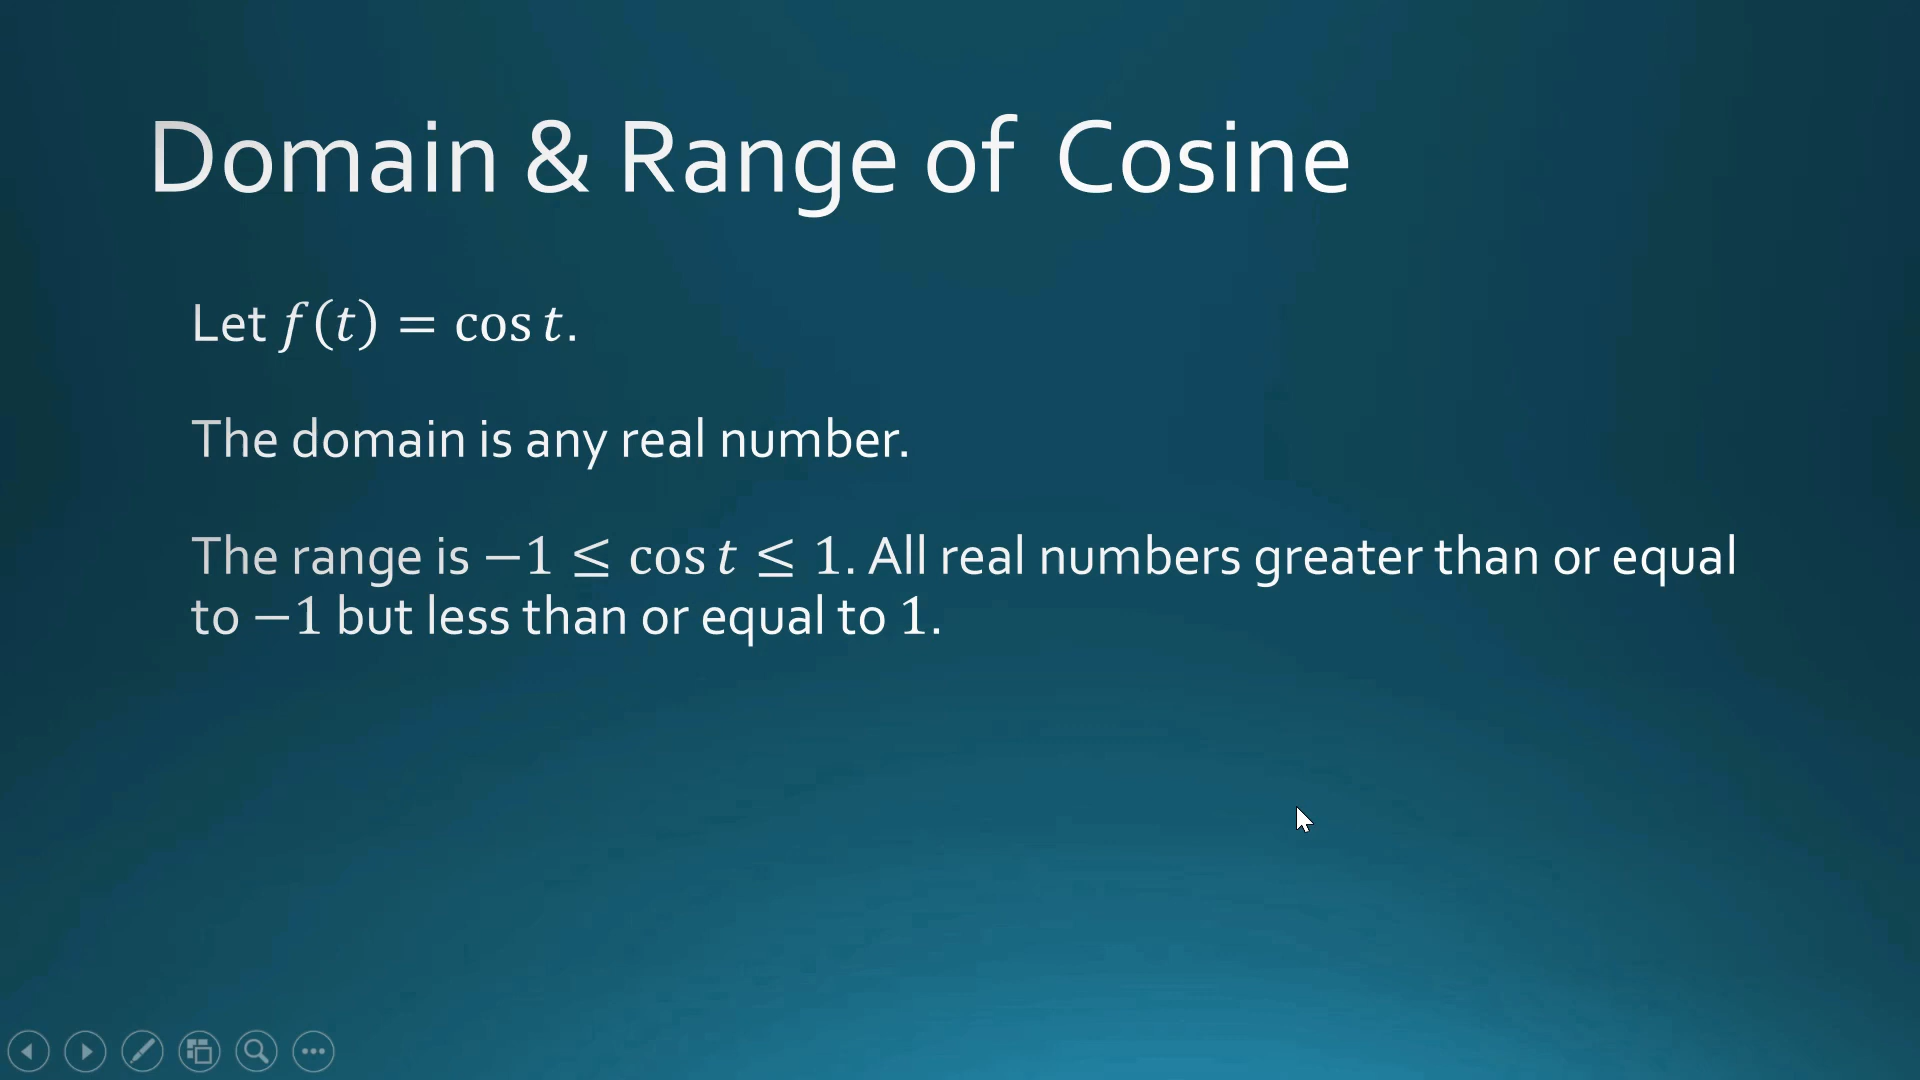 Domain & Range of Cosine
Let f(t) = cos t.
The domain is any real number.
The range is −1 ≤ cos t ≤ 1. All real numbers greater than or equal
to −1 but less than or equal to 1.